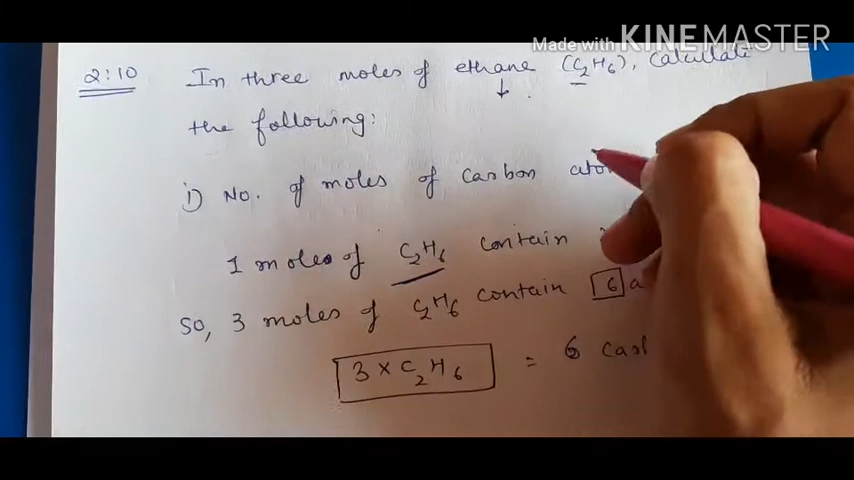 Made with KINEMASTER
2:10 In three moles of ethane (C₂H₆), calculate
the following:
i) No. of moles of carbon
1 moles of C₂H₆ contain
So, 3 moles of C₂H₆ contain 6
3 × C₂H₆ = 6